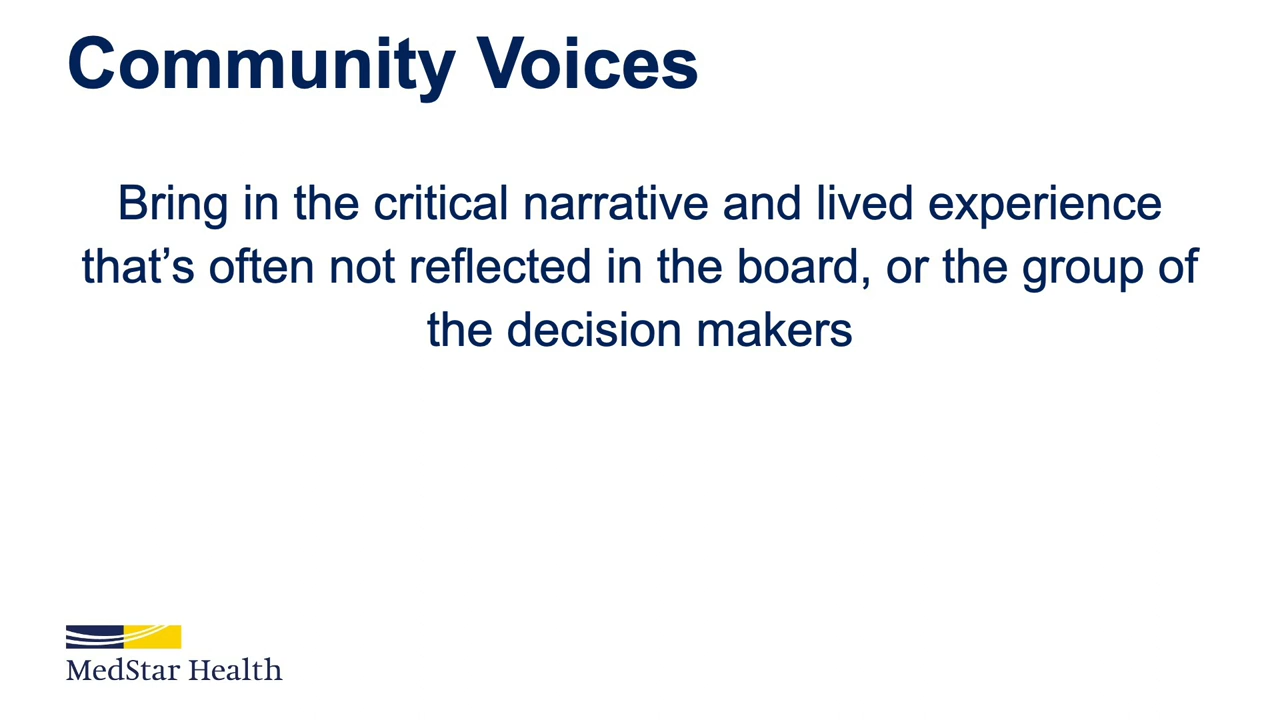 Community Voices
Bring in the critical narrative and lived experience
that’s often not reflected in the board, or the group of
the decision makers
MedStar Health